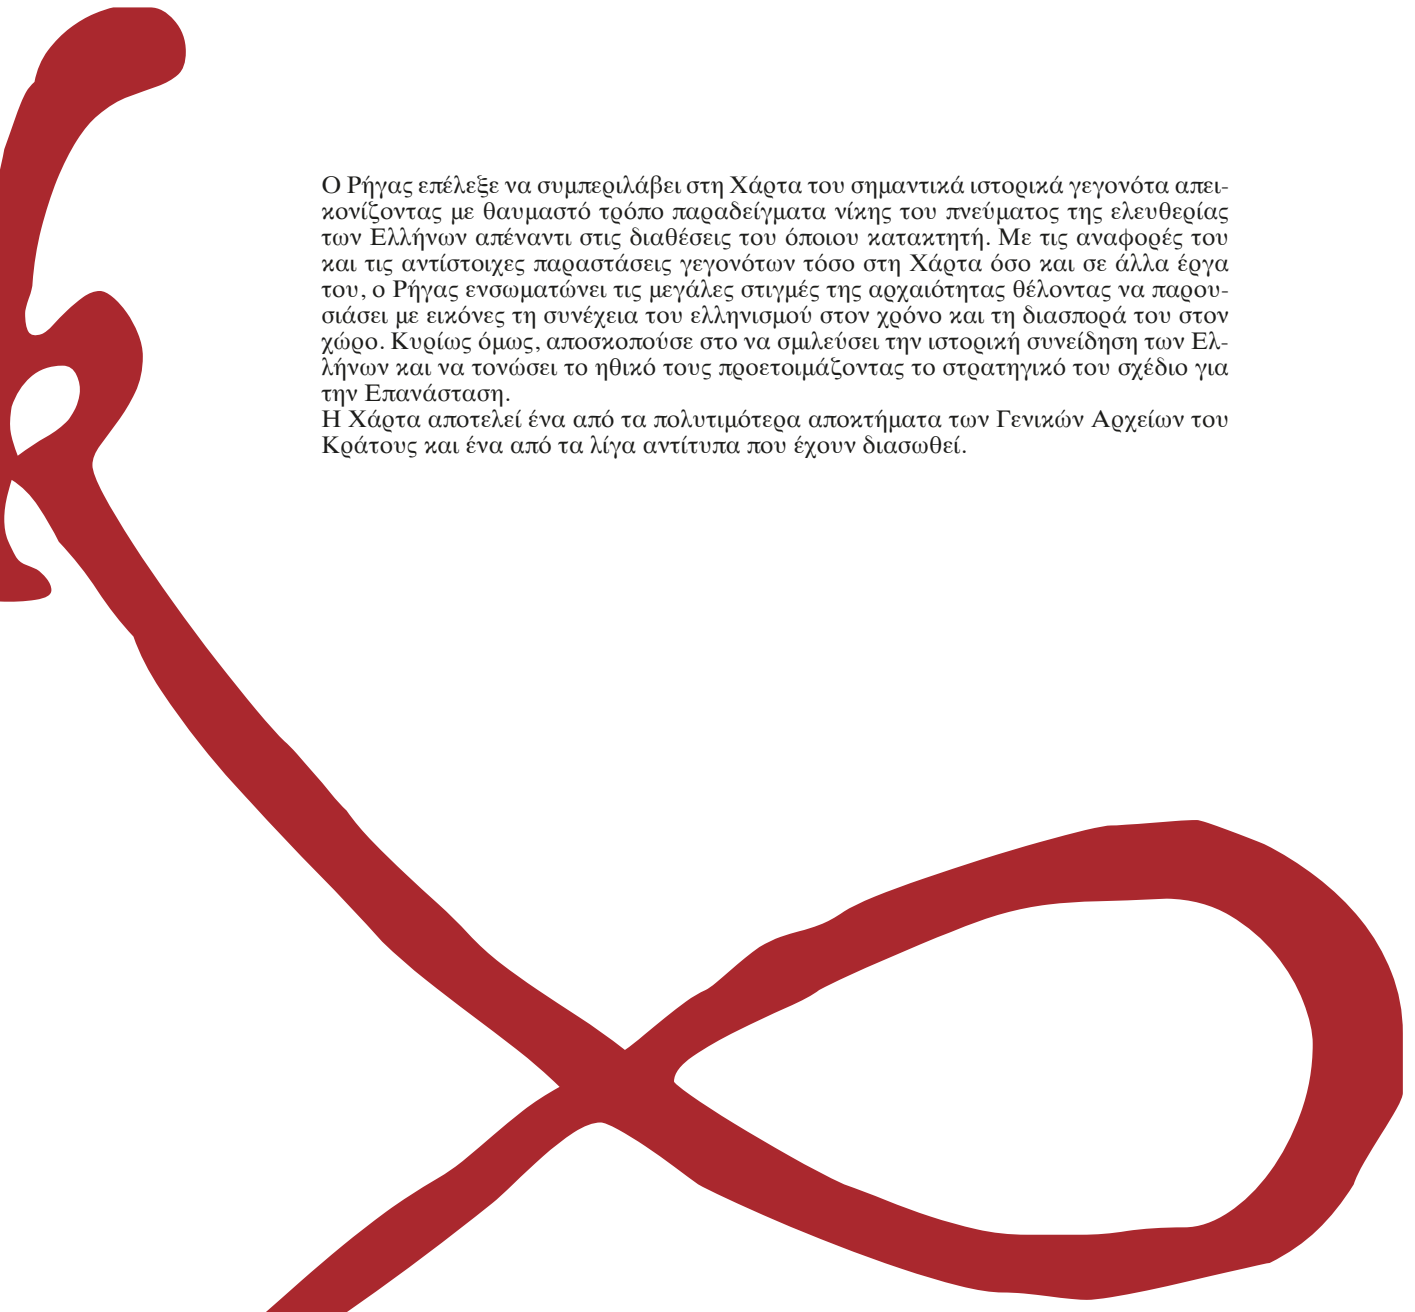 Ο Ρήγας επέλεξε να συμπεριλάβει στη Χάρτα του σημαντικά ιστορικά γεγονότα απει-
κονίζοντας με θαυμαστό τρόπο παραδείγματα νίκης του πνεύματος της ελευθερίας
των Ελλήνων απέναντι στις διαθέσεις του όποιου κατακτητή. Με τις αναφορές του
και τις αντίστοιχες παραστάσεις γεγονότων τόσο στη Χάρτα όσο και σε άλλα έργα
του, ο Ρήγας ενσωματώνει τις μεγάλες στιγμές της αρχαιότητας θέλοντας να παρου-
σιάσει με εικόνες τη συνέχεια του ελληνισμού στον χρόνο και τη διασπορά του στον
χώρο. Κυρίως όμως, αποσκοπούσε στο να σμιλεύσει την ιστορική συνείδηση των Ελ-
λήνων και να τονώσει το ηθικό τους προετοιμάζοντας το στρατηγικό του σχέδιο για
την Επανάσταση.
Η Χάρτα αποτελεί ένα από τα πολυτιμότερα αποκτήματα των Γενικών Αρχείων του
Κράτους και ένα από τα λίγα αντίτυπα που έχουν διασωθεί.